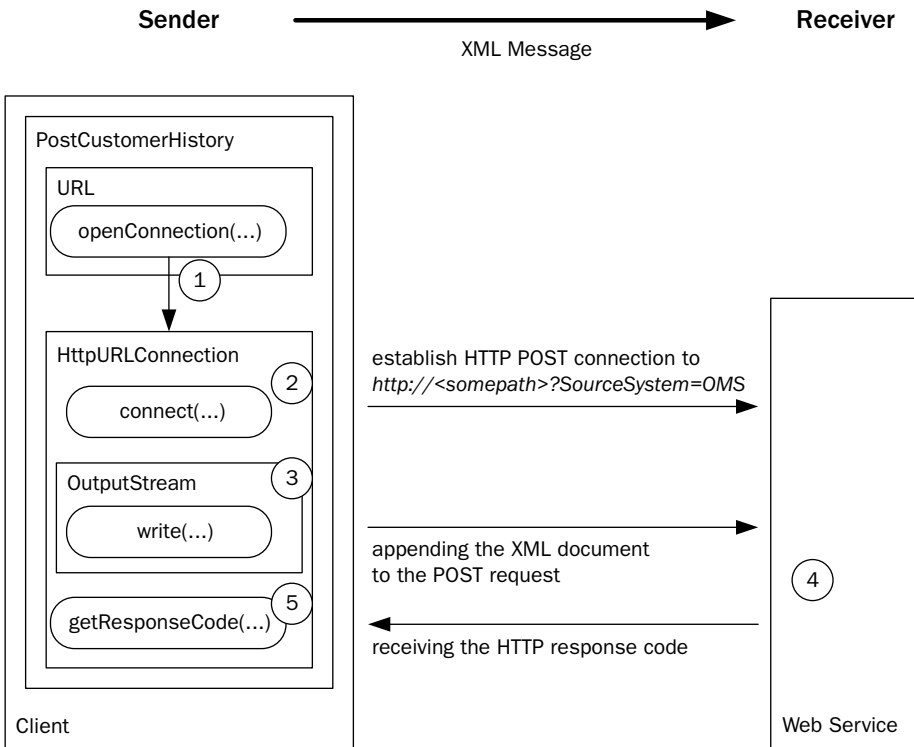 Sender
Receiver
XML Message
PostCustomerHistory
URL
openConnection(...)
1
HttpURLConnection
2
connect(...)
establish HTTP POST connection to
http://<somepath>?SourceSystem=OMS
OutputStream
3
write(...)
appending the XML document
to the POST request
4
5
getResponseCode(...)
receiving the HTTP response code
Client
Web Service